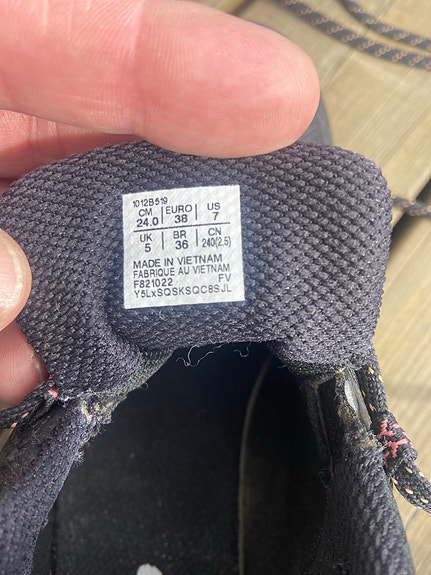 1012B519
CM EURO US
24.0 38 7
UK BR CN
5 36 240(2.5)
MADE IN VIETNAM
FABRIQUE AU VIETNAM
F821022 FV
Y5LxSQSKSQC8SJL